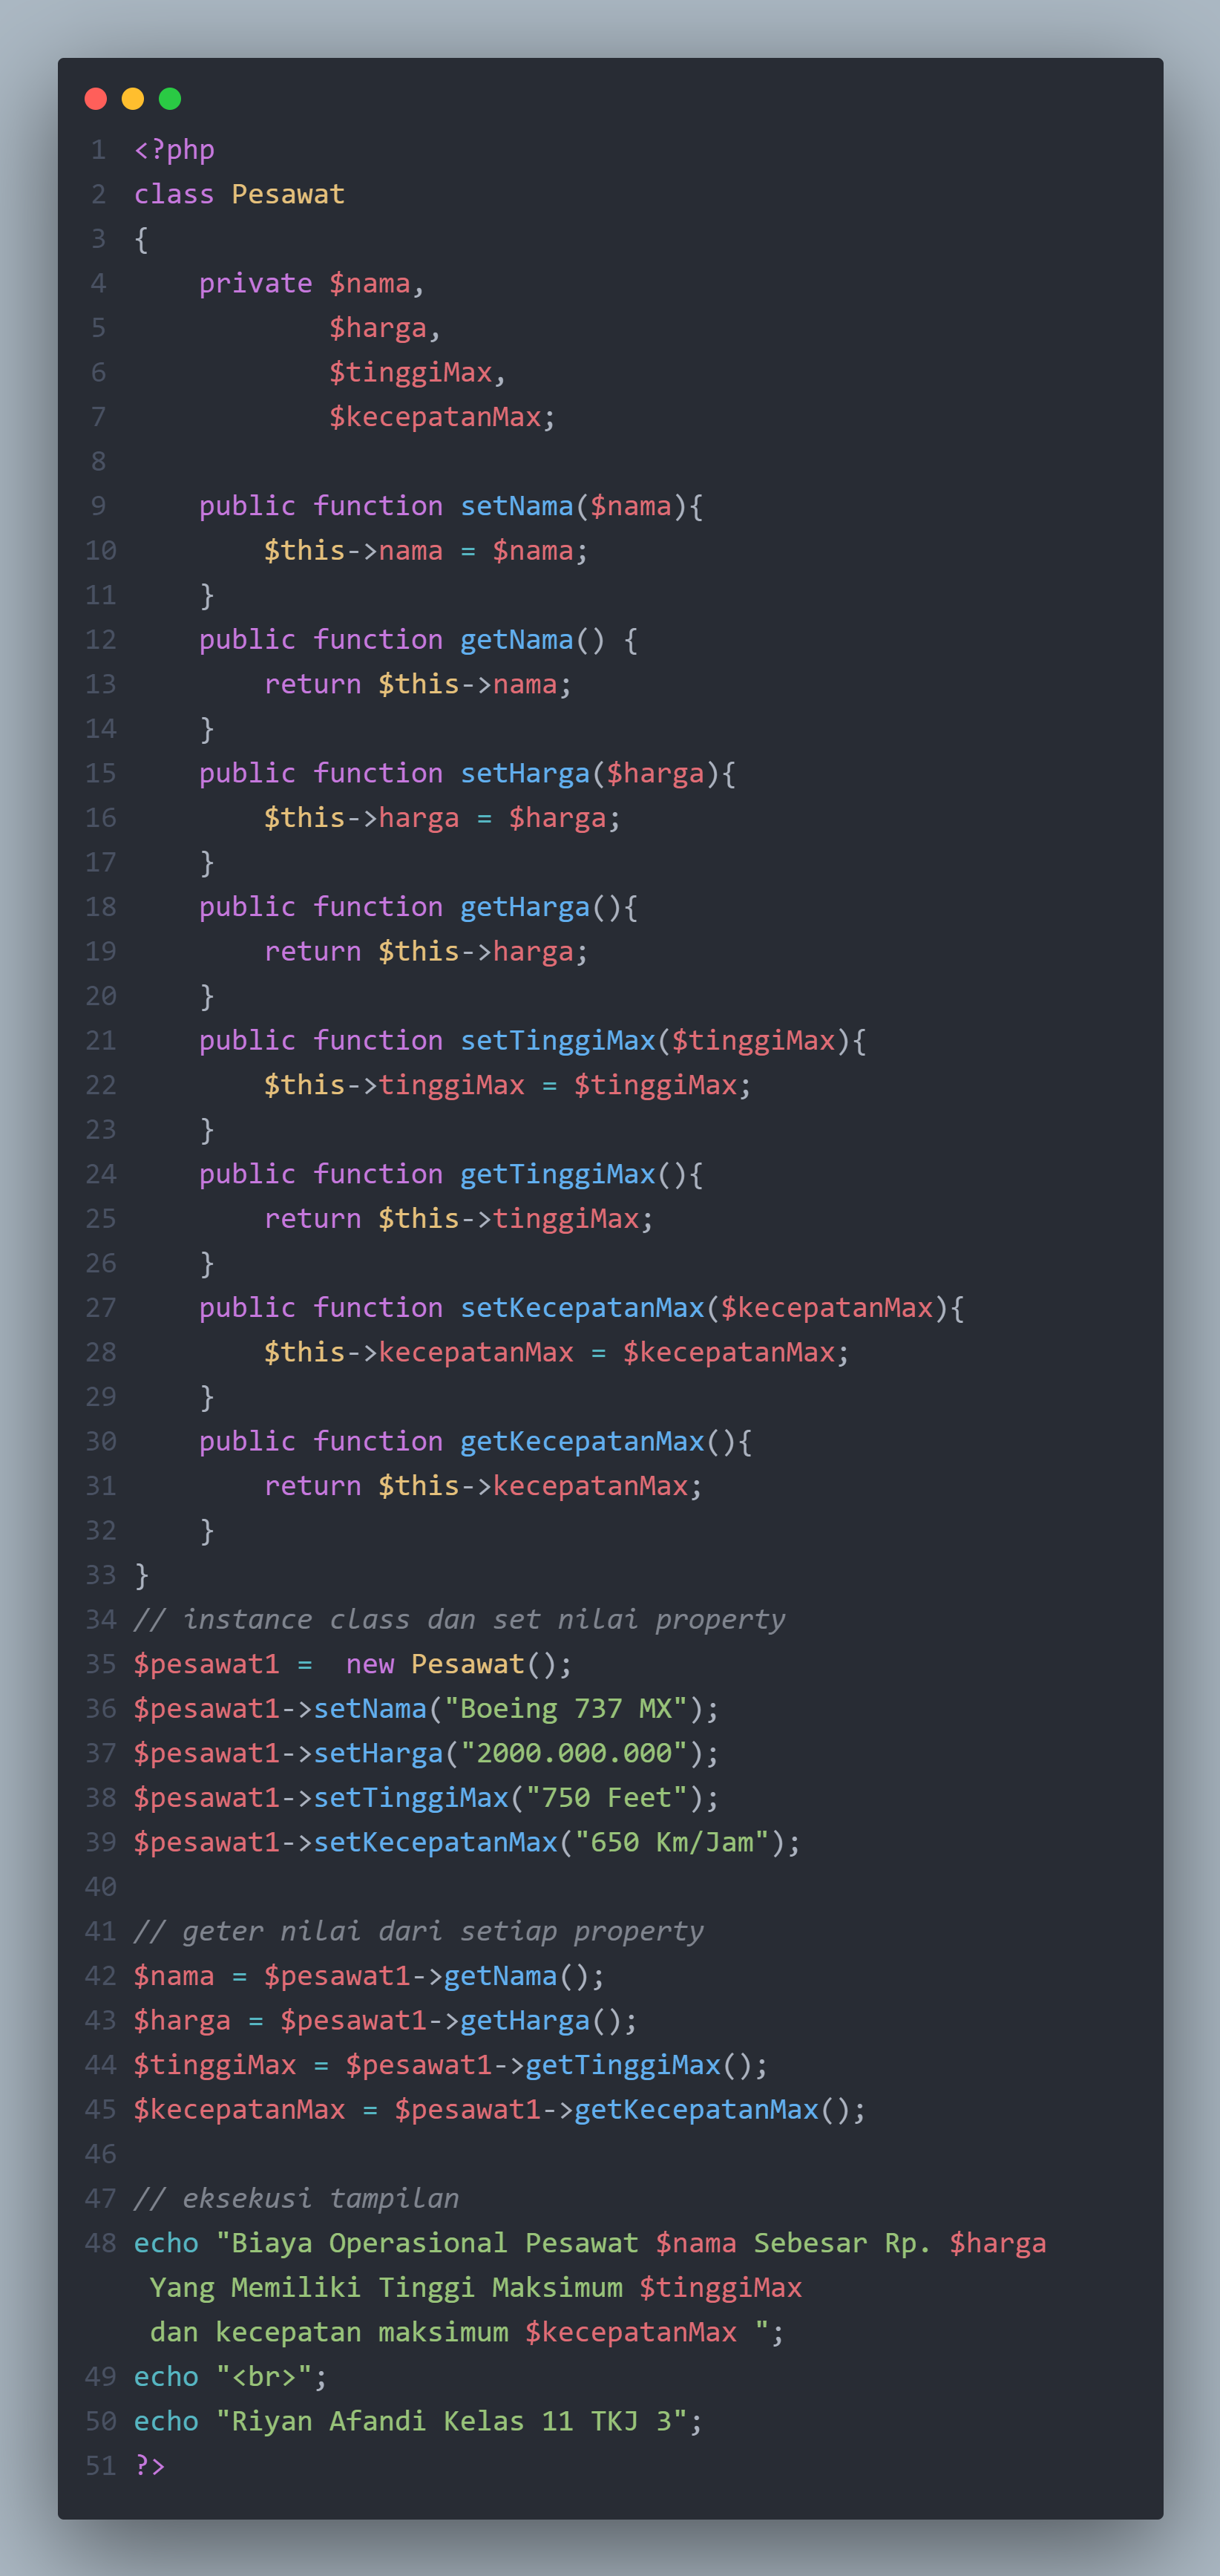 1 <?php
2 class Pesawat
3 {
4     private $nama,
5             $harga,
6             $tinggiMax,
7             $kecepatanMax;
8
9     public function setNama($nama){
10         $this->nama = $nama;
11     }
12     public function getNama() {
13         return $this->nama;
14     }
15     public function setHarga($harga){
16         $this->harga = $harga;
17     }
18     public function getHarga(){
19         return $this->harga;
20     }
21     public function setTinggiMax($tinggiMax){
22         $this->tinggiMax = $tinggiMax;
23     }
24     public function getTinggiMax(){
25         return $this->tinggiMax;
26     }
27     public function setKecepatanMax($kecepatanMax){
28         $this->kecepatanMax = $kecepatanMax;
29     }
30     public function getKecepatanMax(){
31         return $this->kecepatanMax;
32     }
33 }
34 // instance class dan set nilai property
35 $pesawat1 =  new Pesawat();
36 $pesawat1->setNama("Boeing 737 MX");
37 $pesawat1->setHarga("2000.000.000");
38 $pesawat1->setTinggiMax("750 Feet");
39 $pesawat1->setKecepatanMax("650 Km/Jam");
40
41 // geter nilai dari setiap property
42 $nama = $pesawat1->getNama();
43 $harga = $pesawat1->getHarga();
44 $tinggiMax = $pesawat1->getTinggiMax();
45 $kecepatanMax = $pesawat1->getKecepatanMax();
46
47 // eksekusi tampilan
48 echo "Biaya Operasional Pesawat $nama Sebesar Rp. $harga
 Yang Memiliki Tinggi Maksimum $tinggiMax
 dan kecepatan maksimum $kecepatanMax ";
49 echo "<br>";
50 echo "Riyan Afandi Kelas 11 TKJ 3";
51 ?>